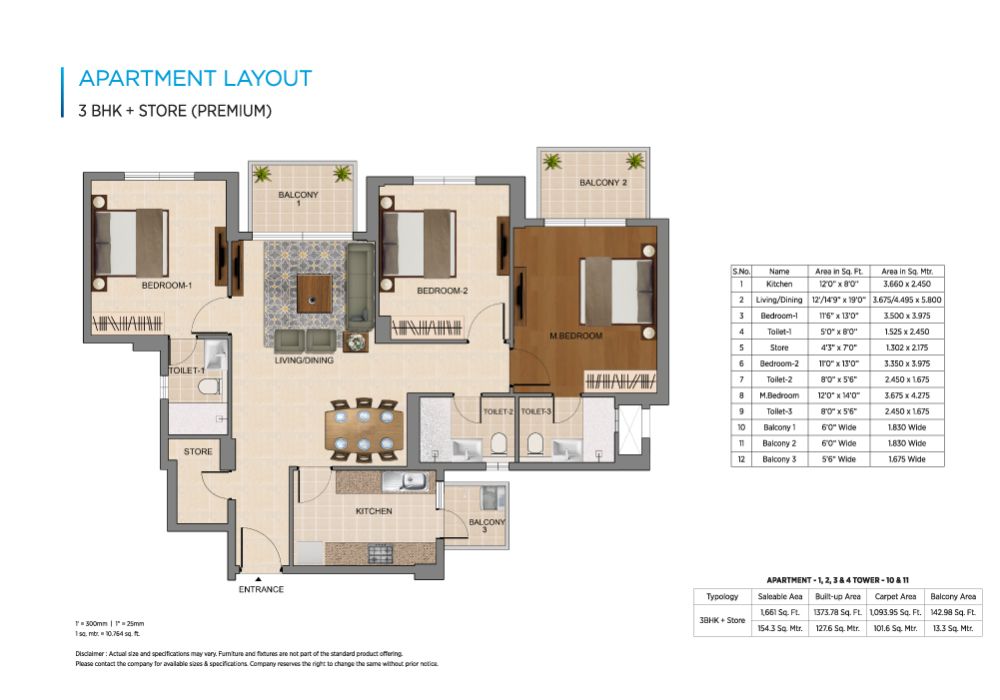 APARTMENT LAYOUT
3 BHK + STORE (PREMIUM)
BALCONY
1
BALCONY 2
BEDROOM-1
BEDROOM-2
M.BEDROOM
LIVING/DINING
TOILET-1
TOILET-2
TOILET-3
STORE
KITCHEN
BALCONY
3
ENTRANCE
S.No. Name Area in Sq. Ft. Area in Sq. Mtr.
1 Kitchen 12'0" x 8'0" 3.660 x 2.450
2 Living/Dining 12'/14'9" x 19'0" 3.675/4.495 x 5.800
3 Bedroom-1 11'6" x 13'0" 3.500 x 3.975
4 Toilet-1 5'0" x 8'0" 1.525 x 2.450
5 Store 4'3" x 7'0" 1.302 x 2.175
6 Bedroom-2 11'0" x 13'0" 3.350 x 3.975
7 Toilet-2 8'0" x 5'6" 2.450 x 1.675
8 M.Bedroom 12'0" x 14'0" 3.675 x 4.275
9 Toilet-3 8'0" x 5'6" 2.450 x 1.675
10 Balcony 1 6'0" Wide 1.830 Wide
11 Balcony 2 6'0" Wide 1.830 Wide
12 Balcony 3 5'6" Wide 1.675 Wide
APARTMENT - 1, 2, 3 & 4 TOWER - 10 & 11
Typology Saleable Aea Built-up Area Carpet Area Balcony Area
3BHK + Store 1,661 Sq. Ft. 1373.78 Sq. Ft. 1,093.95 Sq. Ft. 142.98 Sq. Ft.
154.3 Sq. Mtr. 127.6 Sq. Mtr. 101.6 Sq. Mtr. 13.3 Sq. Mtr.
1' = 300mm | 1" = 25mm
1 sq. mtr. = 10.764 sq. ft.
Disclaimer : Actual size and specifications may vary. Furniture and fixtures are not part of the standard product offering.
Please contact the company for available sizes & specifications. Company reserves the right to change the same without prior notice.